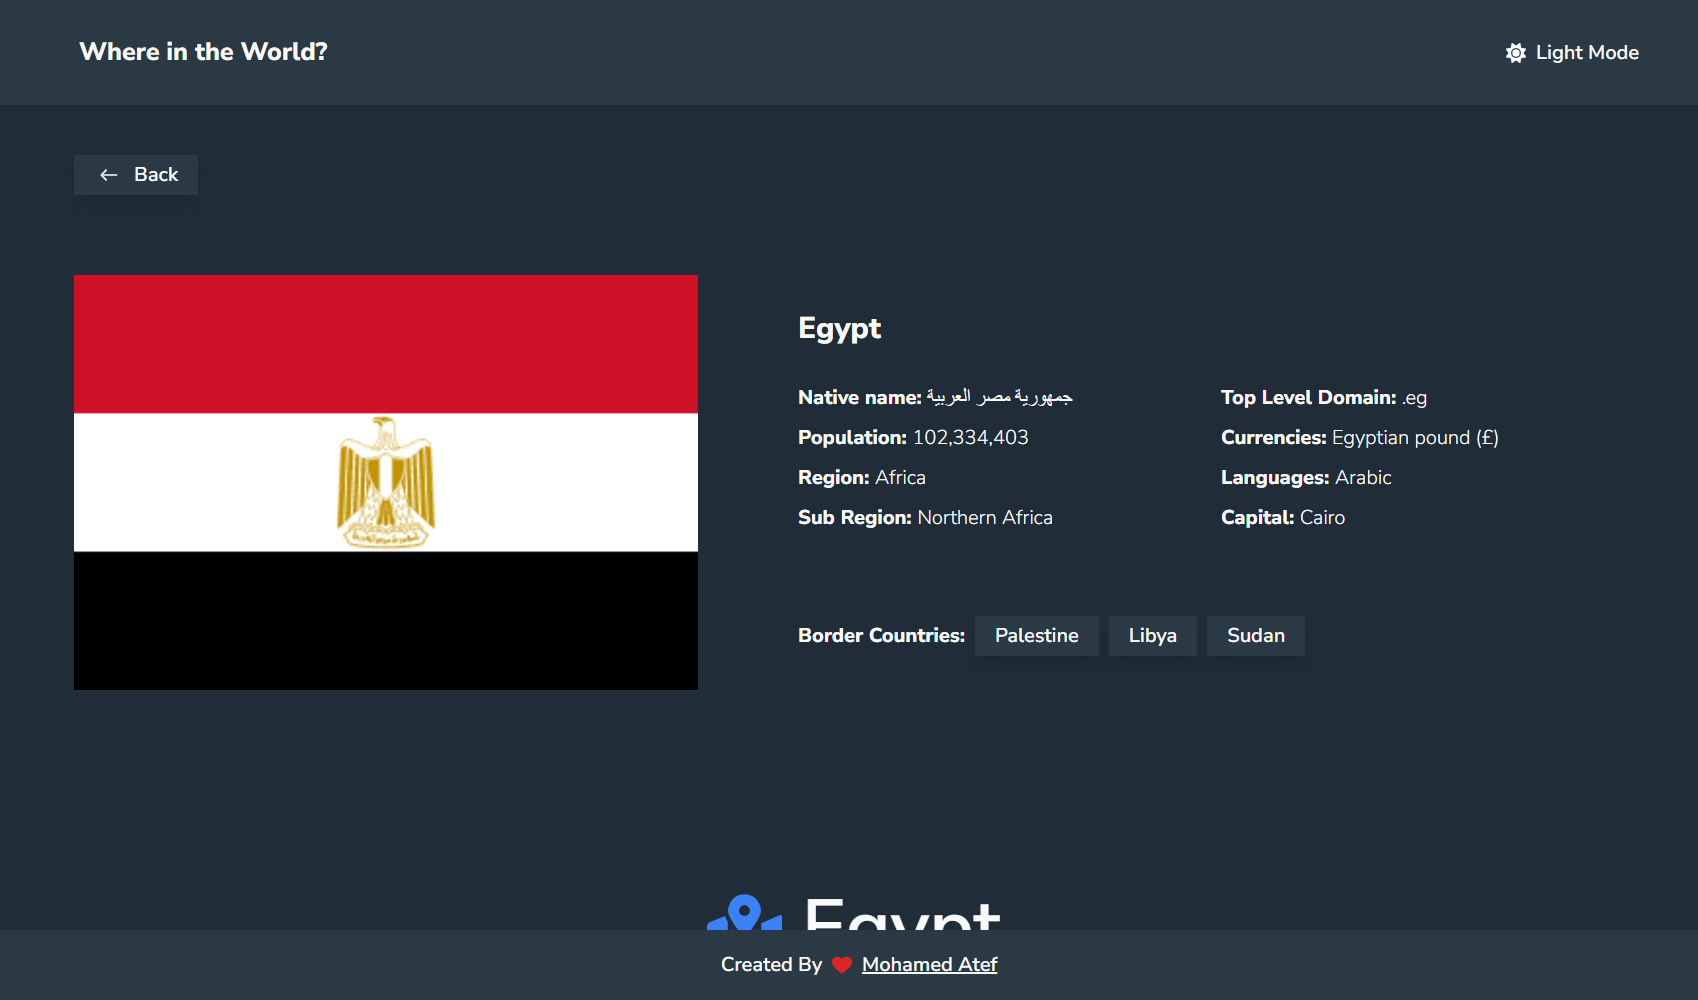 Where in the World?
Light Mode
Back
Egypt
Native name: جمهورية مصر العربية
Population: 102,334,403
Region: Africa
Sub Region: Northern Africa
Top Level Domain: .eg
Currencies: Egyptian pound (£)
Languages: Arabic
Capital: Cairo
Border Countries: Palestine Libya Sudan
Egypt
Created By Mohamed Atef